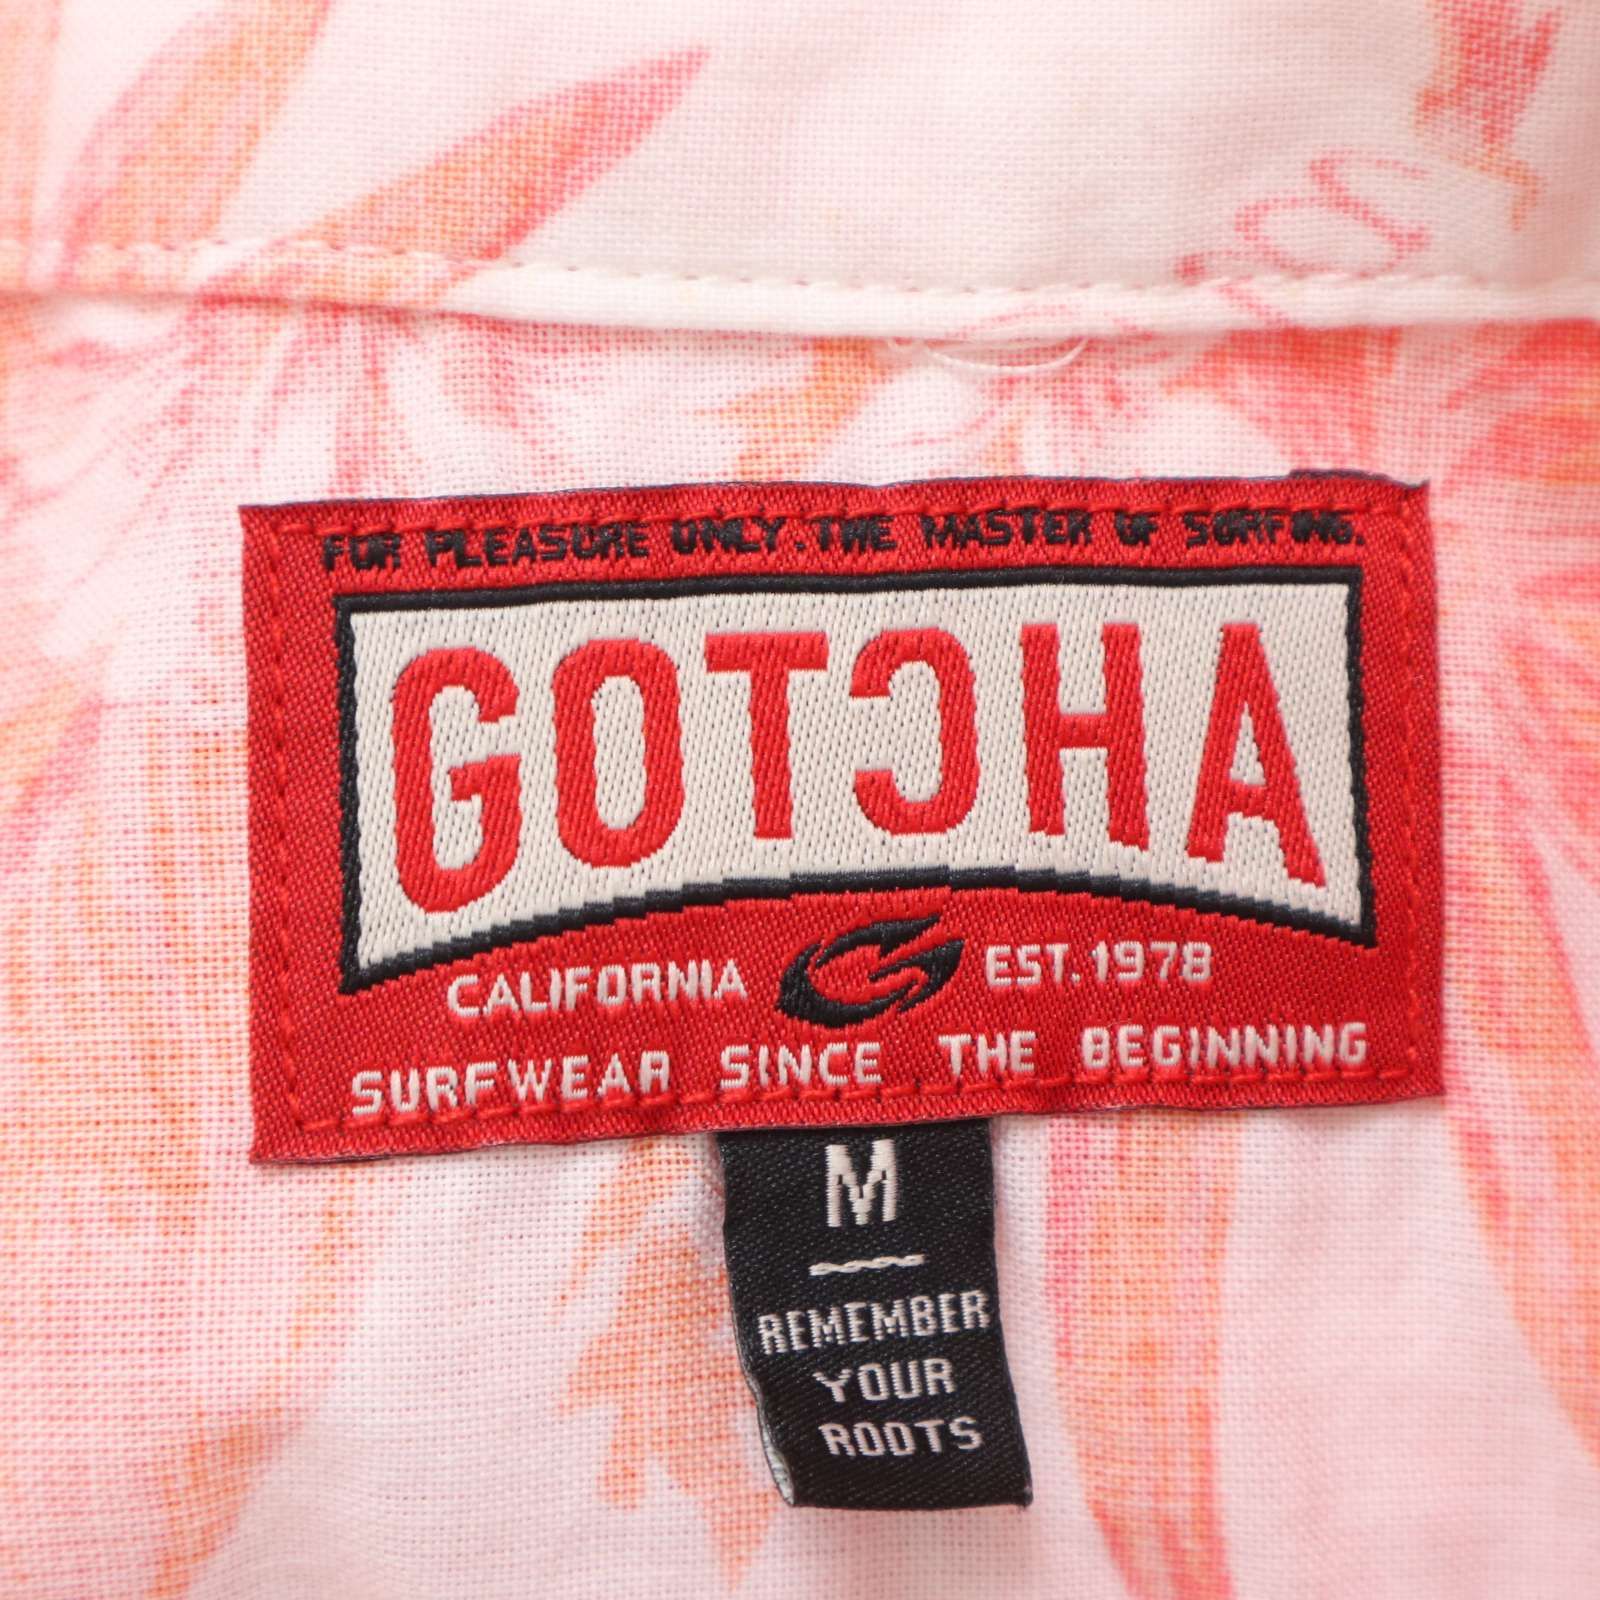 FOR PLEASURE ONLY.THE MASTER OF SURFING.
GOTCHA
CALIFORNIA EST.1978
SURFWEAR SINCE THE BEGINNING
M
REMEMBER
YOUR
ROOTS